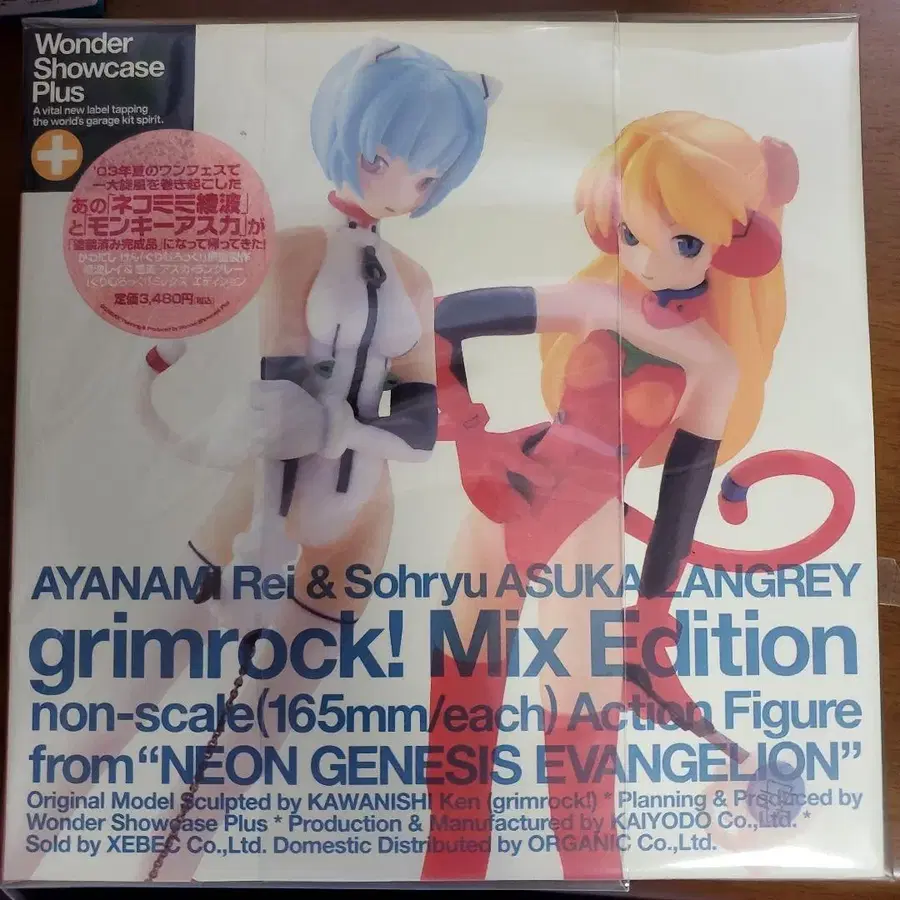 Wonder
Showcase
Plus
A vital new label tapping
the world's garage kit spirit.
'03年夏のワンフェスで
一大旋風を巻き起こした
あの「ネコミミ綾波」
と「モンキーアスカ」が
「塗装済み完成品」になって帰ってきた!
定価3,480円(税込)
AYANAMI Rei & Sohryu ASUKA LANGREY
grimrock! Mix Edition
non-scale(165mm/each) Action Figure
from "NEON GENESIS EVANGELION"
Original Model Sculpted by KAWANISHI Ken (grimrock!) * Planning & Produced by
Wonder Showcase Plus * Production & Manufactured by KAIYODO Co.,Ltd. *
Sold by XEBEC Co.,Ltd. Domestic Distributed by ORGANIC Co.,Ltd.